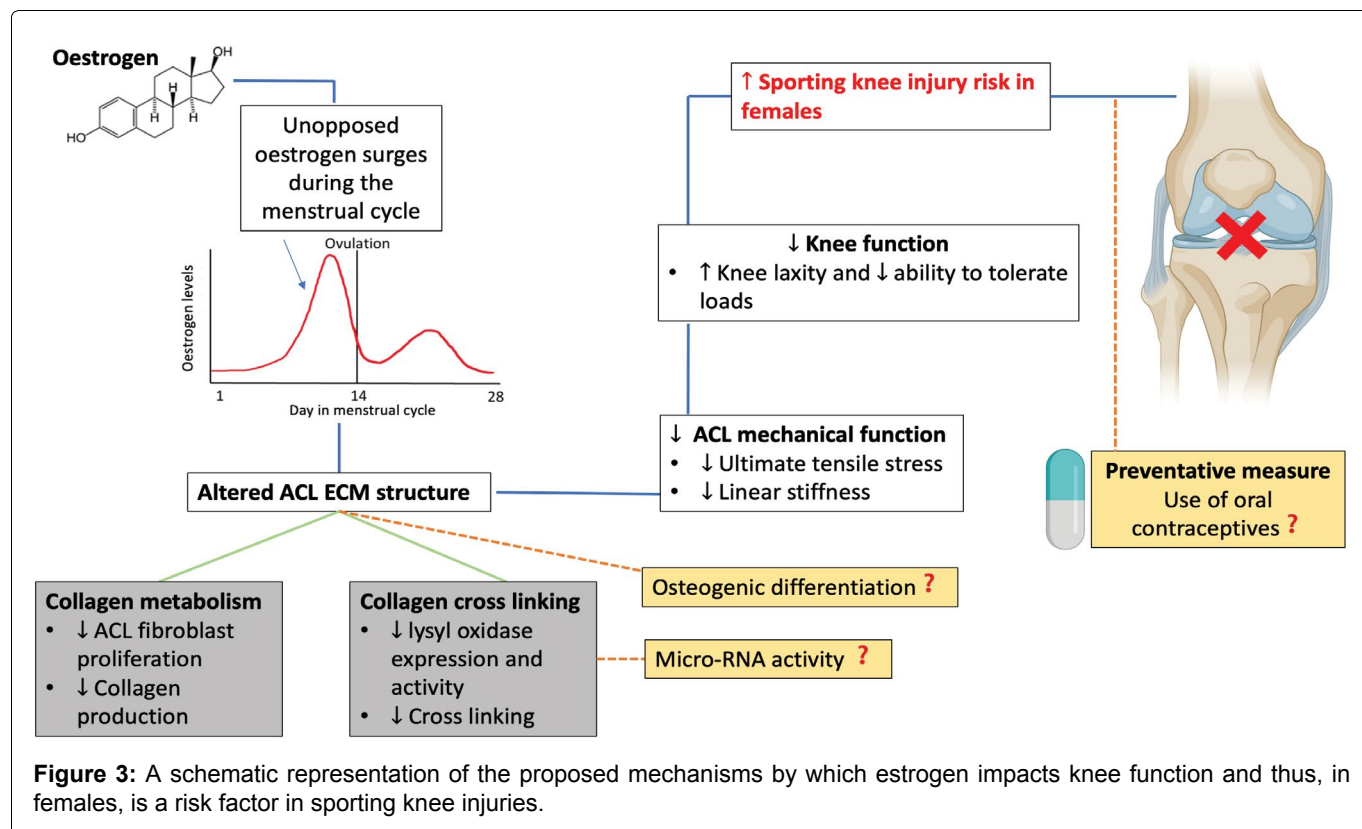 Oestrogen
OH
H
H
H
HO
Unopposed
oestrogen surges
during the
menstrual cycle
Ovulation
Oestrogen levels
1
14
28
Day in menstrual cycle
Altered ACL ECM structure
Collagen metabolism
• ↓ ACL fibroblast
proliferation
• ↓ Collagen
production
Collagen cross linking
• ↓ lysyl oxidase
expression and
activity
• ↓ Cross linking
Osteogenic differentiation ?
Micro-RNA activity ?
↓ ACL mechanical function
• ↓ Ultimate tensile stress
• ↓ Linear stiffness
↓ Knee function
• ↑ Knee laxity and ↓ ability to tolerate
loads
↑ Sporting knee injury risk in
females
Preventative measure
Use of oral
contraceptives ?
Figure 3: A schematic representation of the proposed mechanisms by which estrogen impacts knee function and thus, in
females, is a risk factor in sporting knee injuries.